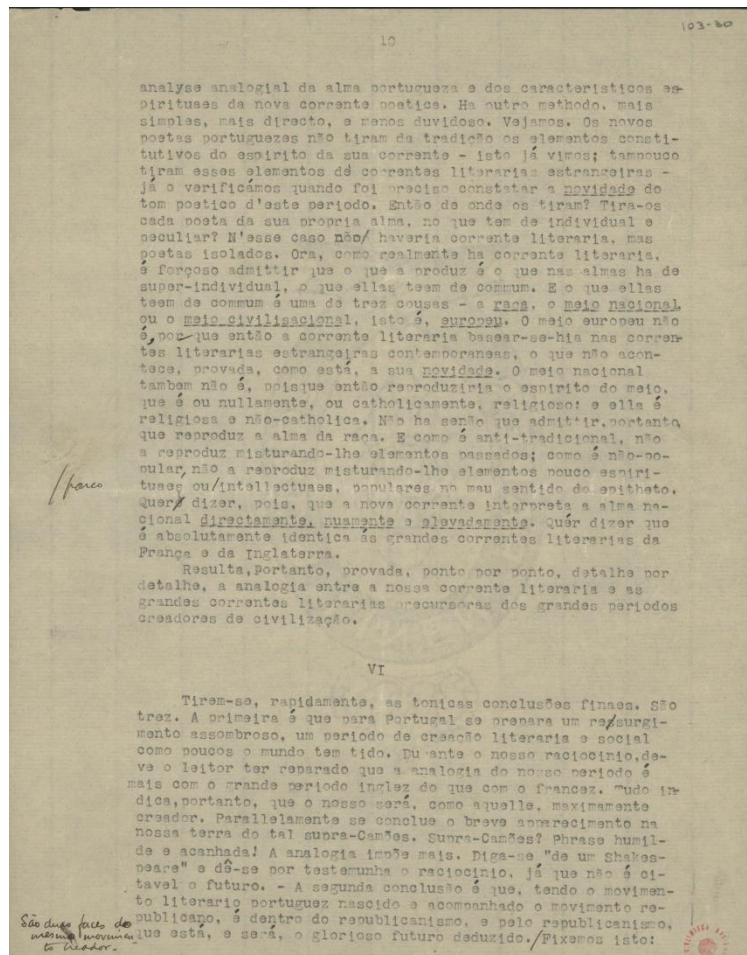 103-30
10
analyse analogial da alma portugueza e dos caracteristicos es-
pirituaes da nova corrente poetica. Ha outro methodo, mais
simples, mais directo, e menos duvidoso. Vejamos. Os novos
poetas portuguezes não tiram da tradição os elementos consti-
tutivos do espirito da sua corrente - isto já vimos; tampouco
tiram esses elementos de correntes literarias estrangeiras -
já o verificámos quando foi preciso constatar a novidade do
tom poetico d'este periodo. Então de onde os tiram? Tira-os
cada poeta da sua propria alma, no que tem de individual e
peculiar? N'esse caso não/ haveria corrente literaria, mas
poetas isolados. Ora, como realmente ha corrente literaria,
é forçoso admittir que o que a produz é o que nas almas ha de
super-individual, o que ellas teem de commum. E o que ellas
teem de commum é uma de trez cousas - a raça, o meio nacional,
ou o meio civilisacional, isto é, europeu. O meio europeu não
é, por que então a corrente literaria basear-se-hia nas corren
tes literarias estrangeiras contemporaneas, o que não acon-
tece, provada, como está, a sua novidade. O meio nacional
tambem não é, poisque então reproduziria o espirito do meio,
que é ou nullamente, ou catholicamente, religioso: e ella é
religiosa e não-catholica. Não ha senão que admittir, portanto,
que reproduz a alma da raça. E como é anti-tradicional, não
a reproduz misturando-lhe elementos passados; como é não-po-
pular, não a reproduz misturando-lhe elementos pouco espiri-
/parco
tuaes ou/intellectuaes, populares no mau sentido do epitheto.
Quer dizer, pois, que a nova corrente interpreta a alma na-
cional directamente, nuamente e elevadamente. Quér dizer que
é absolutamente identica ás grandes correntes literarias da
França e da Inglaterra.
Resulta, Portanto, provada, ponto por ponto, detalhe por
detalhe, a analogia entre a nossa corrente literaria e as
grandes correntes literarias precursoras dos grandes periodos
creadores de civilização.
VI
Tirem-se, rapidamente, as tonicas conclusões finaes. São
trez. A primeira é que para Portugal se prepara um ressurgi-
mento assombroso, um periodo de creação literaria e social
como poucos o mundo tem tido. Durante o nosso raciocinio, de-
ve o leitor ter reparado que a analogia do nosso periodo é
mais com o grande periodo inglez do que com o francez. Tudo in-
dica, portanto, que o nosso será, como aquelle, maximamente
creador. Parallelamente se conclue o breve apparecimento na
nossa terra do tal supra-Camões. Supra-Camões? Phrase humil-
de e acanhada! A analogia impõe mais. Diga-se "de um Shakes-
peare" e dê-se por testemunha o raciocinio, já que não é ci-
tavel o futuro. - A segunda conclusão é que, tendo o movimen-
to literario portuguez nascido e acompanhado o movimento re-
publicano, é dentro do republicanismo, e pelo republicanismo,
que está, e será, o glorioso futuro deduzido./Fixemos isto:
São duas faces do
mesmo movimen
to creador.-